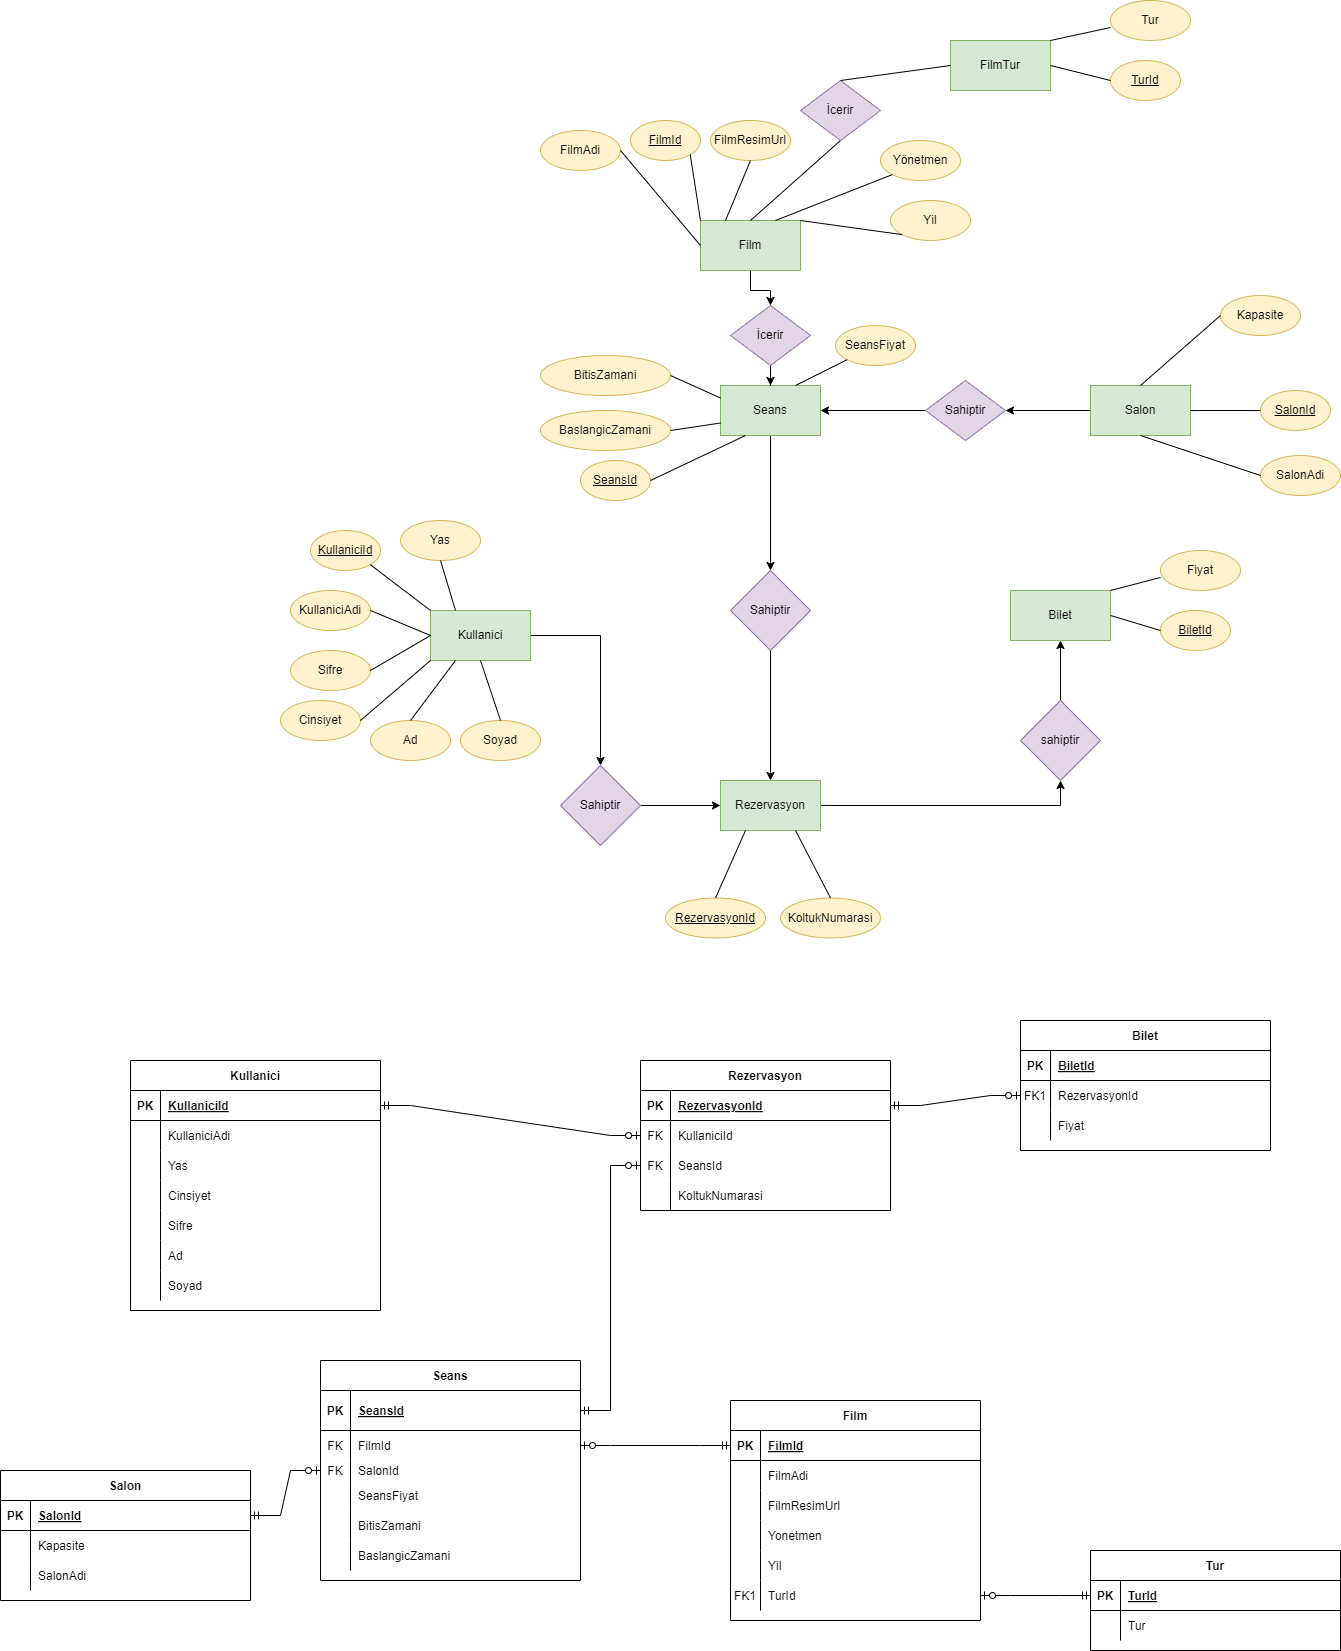 Tur
FilmTur
TurId
İcerir
FilmAdi
FilmId
FilmResimUrl
Yönetmen
Yil
Film
İcerir
Kapasite
SeansFiyat
BitisZamani
Seans
Sahiptir
Salon
SalonId
BaslangicZamani
SeansId
SalonAdi
KullaniciId
Yas
KullaniciAdi
Kullanici
Sifre
Cinsiyet
Ad
Soyad
Sahiptir
Fiyat
Bilet
BiletId
sahiptir
Sahiptir
Rezervasyon
RezervasyonId
KoltukNumarasi
Kullanici
PK KullaniciId
KullaniciAdi
Yas
Cinsiyet
Sifre
Ad
Soyad
Rezervasyon
PK RezervasyonId
FK KullaniciId
FK SeansId
KoltukNumarasi
Bilet
PK BiletId
FK1 RezervasyonId
Fiyat
Seans
PK SeansId
FK FilmId
FK SalonId
SeansFiyat
BitisZamani
BaslangicZamani
Salon
PK SalonId
Kapasite
SalonAdi
Film
PK FilmId
FilmAdi
FilmResimUrl
Yonetmen
Yil
FK1 TurId
Tur
PK TurId
Tur